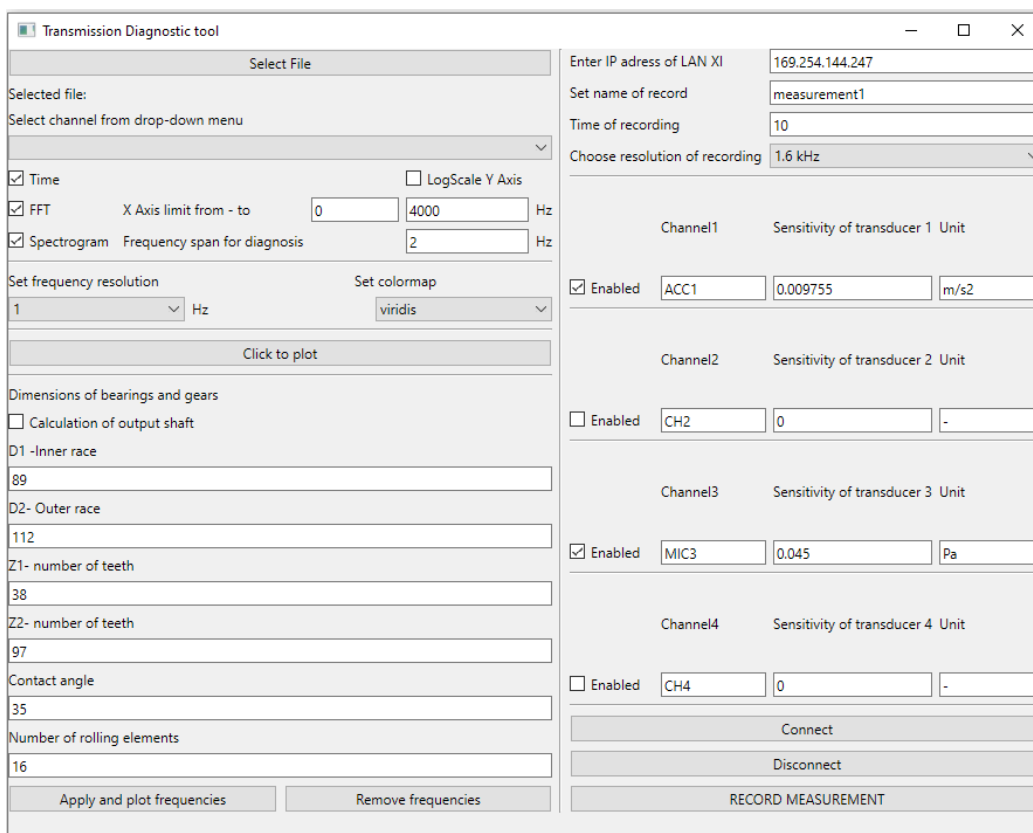 Transmission Diagnostic tool
Select File
Selected file:
Select channel from drop-down menu
Time
LogScale Y Axis
FFT X Axis limit from - to 0 4000 Hz
Spectrogram Frequency span for diagnosis 2 Hz
Set frequency resolution Set colormap
1 Hz viridis
Click to plot
Dimensions of bearings and gears
Calculation of output shaft
D1 -Inner race
89
D2- Outer race
112
Z1- number of teeth
38
Z2- number of teeth
97
Contact angle
35
Number of rolling elements
16
Apply and plot frequencies Remove frequencies
Enter IP adress of LAN XI 169.254.144.247
Set name of record measurement1
Time of recording 10
Choose resolution of recording 1.6 kHz
Channel1 Sensitivity of transducer 1 Unit
Enabled ACC1 0.009755 m/s2
Channel2 Sensitivity of transducer 2 Unit
Enabled CH2 0 -
Channel3 Sensitivity of transducer 3 Unit
Enabled MIC3 0.045 Pa
Channel4 Sensitivity of transducer 4 Unit
Enabled CH4 0 -
Connect
Disconnect
RECORD MEASUREMENT